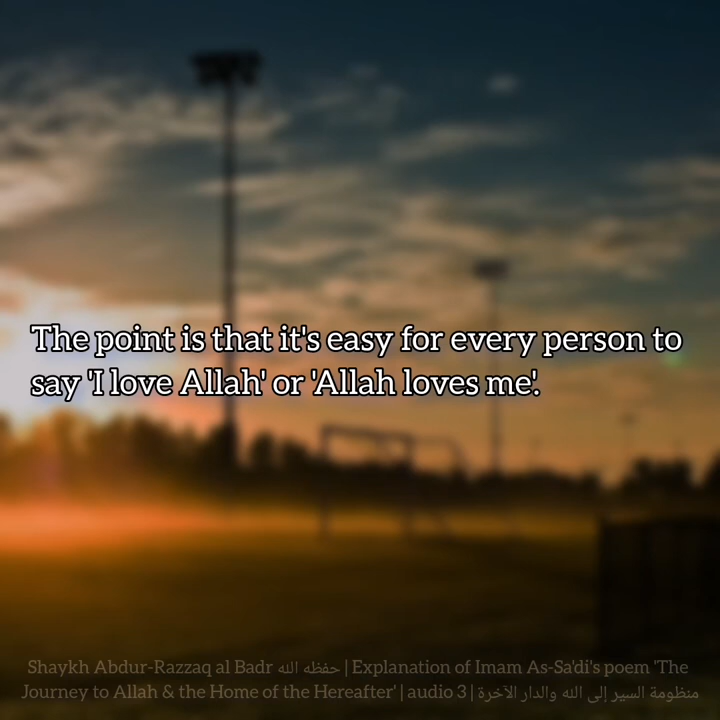 The point is that it's easy for every person to
say 'I love Allah' or 'Allah loves me'.
Shaykh Abdur-Razzaq al Badr حفظه الله | Explanation of Imam As-Sa'di's poem 'The
Journey to Allah & the Home of the Hereafter' | audio 3 | منظومة السير إلى الله والدار الآخرة